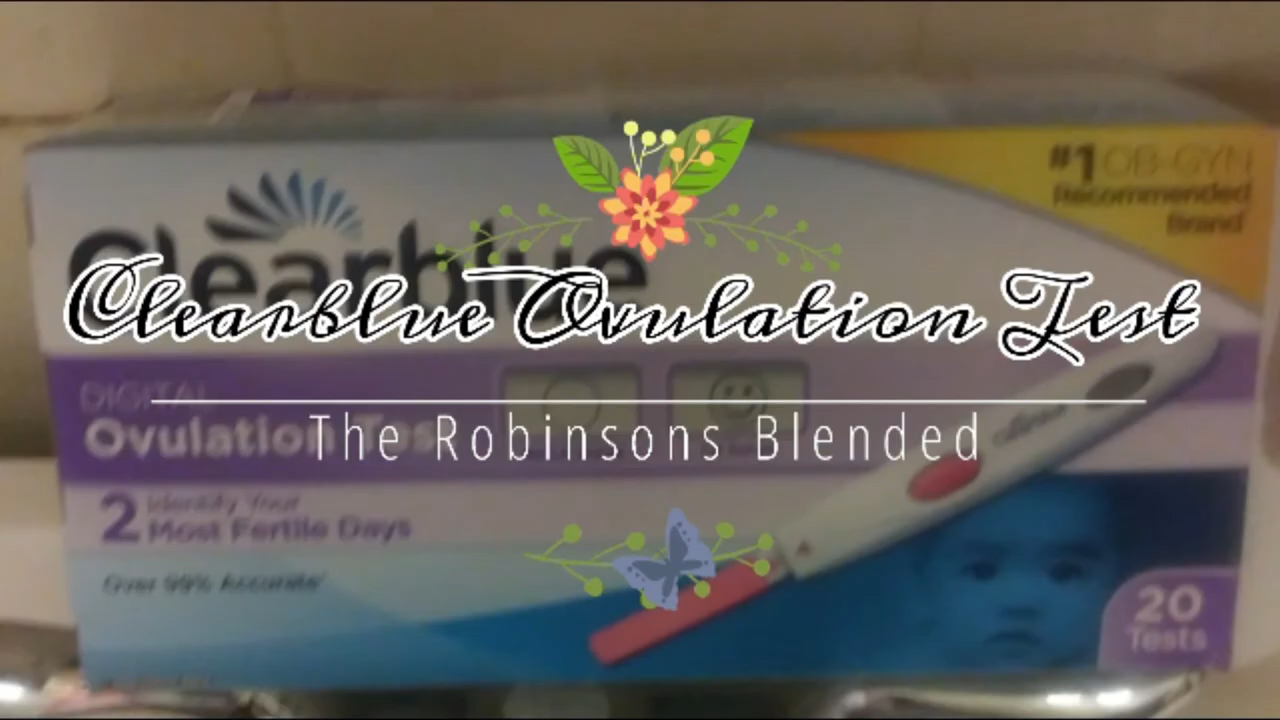 #1 OB-GYN
Recommended
Brand
Clearblue
Clearblue Ovulation Test
DIGITAL
Ovulation Test
The Robinsons Blended
2 Identify Your
Most Fertile Days
Over 99% Accurate
20
Tests